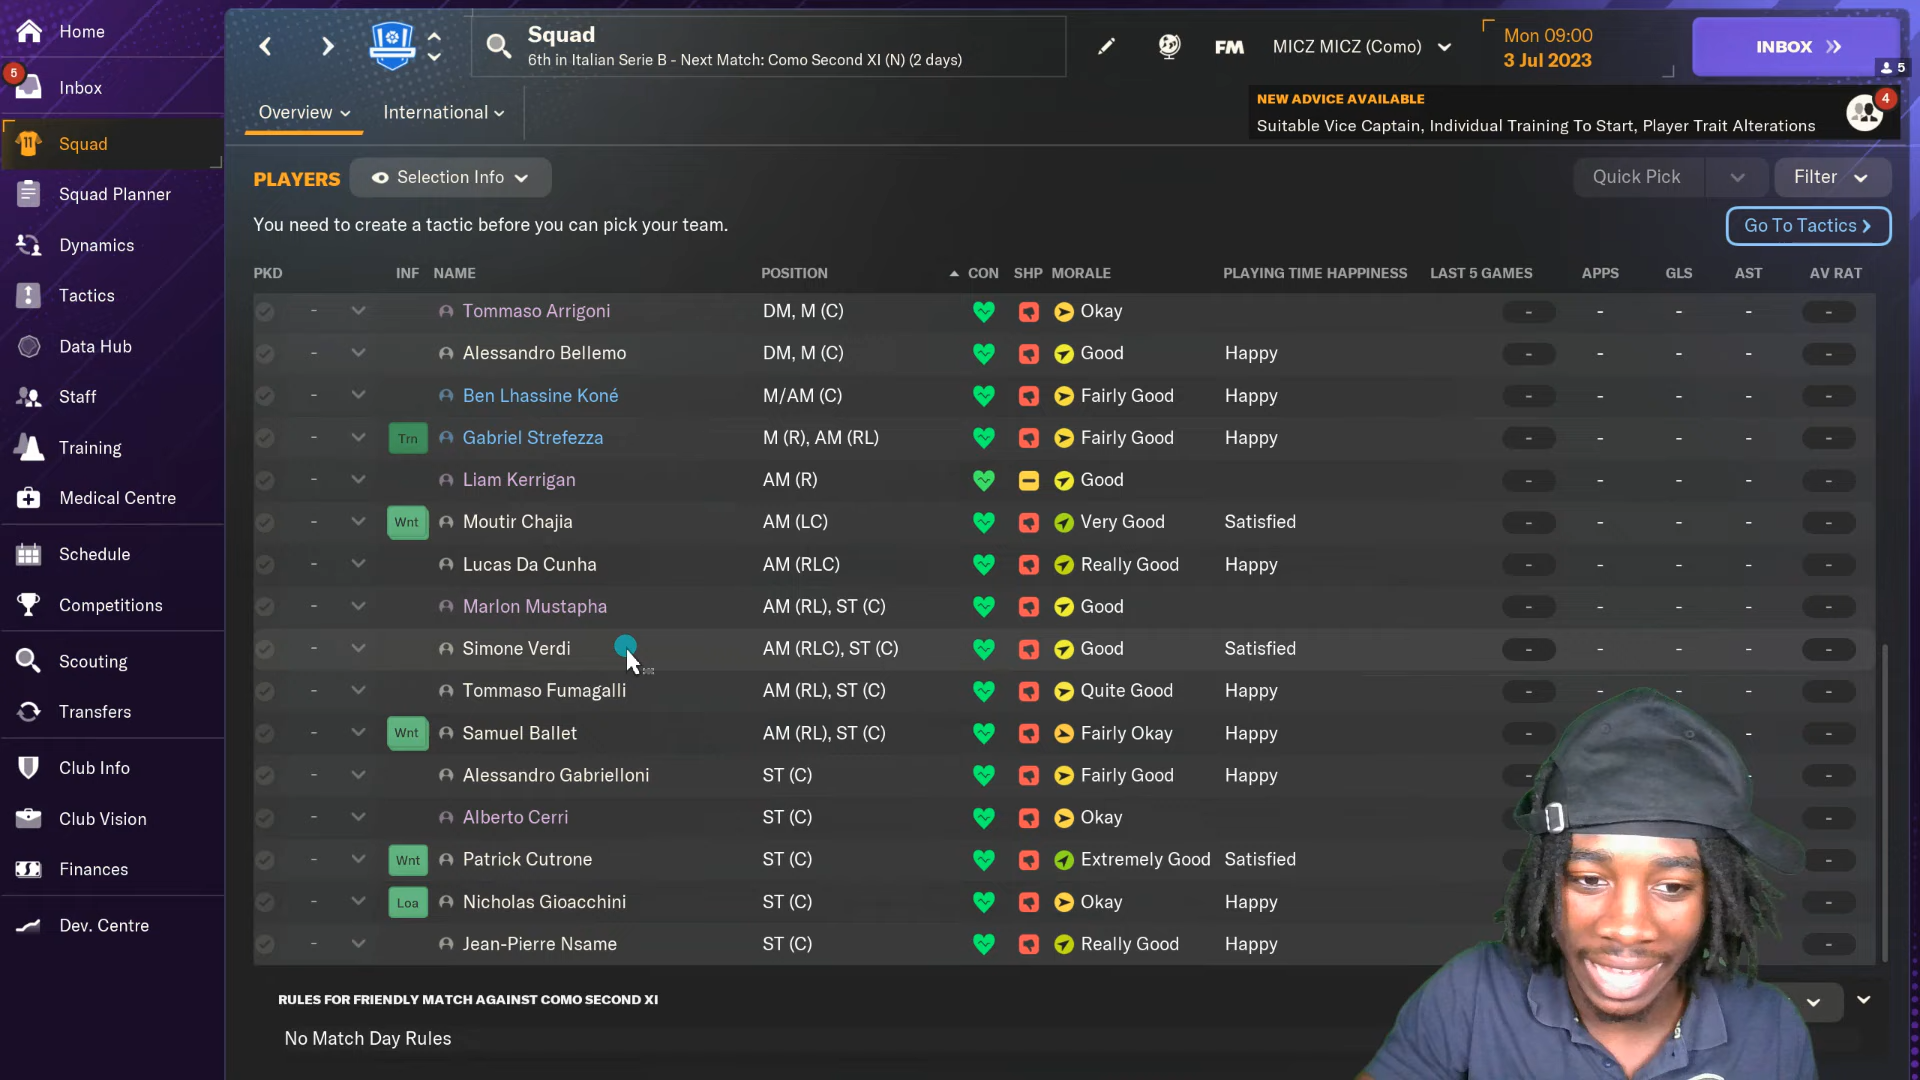 Home
5
Inbox
Squad
Squad Planner
Dynamics
Tactics
Data Hub
Staff
Training
Medical Centre
Schedule
Competitions
Scouting
Transfers
Club Info
Club Vision
Finances
Dev. Centre
Squad
6th in Italian Serie B - Next Match: Como Second XI (N) (2 days)
FM
MICZ MICZ (Como)
Mon 09:00
3 Jul 2023
INBOX
5
Overview
International
NEW ADVICE AVAILABLE
Suitable Vice Captain, Individual Training To Start, Player Trait Alterations
4
PLAYERS
Selection Info
Quick Pick
Filter
You need to create a tactic before you can pick your team.
Go To Tactics
PKD INF NAME POSITION CON SHP MORALE PLAYING TIME HAPPINESS LAST 5 GAMES APPS GLS AST AV RAT
- Tommaso Arrigoni DM, M (C) Okay - - - - -
- Alessandro Bellemo DM, M (C) Good Happy - - - - -
- Ben Lhassine Koné M/AM (C) Fairly Good Happy - - - - -
- Trn Gabriel Strefezza M (R), AM (RL) Fairly Good Happy - - - - -
- Liam Kerrigan AM (R) Good - - - - -
- Wnt Moutir Chajia AM (LC) Very Good Satisfied - - - - -
- Lucas Da Cunha AM (RLC) Really Good Happy - - - - -
- Marlon Mustapha AM (RL), ST (C) Good - - - - -
- Simone Verdi AM (RLC), ST (C) Good Satisfied - - - - -
- Tommaso Fumagalli AM (RL), ST (C) Quite Good Happy - - - - -
- Wnt Samuel Ballet AM (RL), ST (C) Fairly Okay Happy - - -
- Alessandro Gabrielloni ST (C) Fairly Good Happy - - -
- Alberto Cerri ST (C) Okay -
- Wnt Patrick Cutrone ST (C) Extremely Good Satisfied -
- Loa Nicholas Gioacchini ST (C) Okay Happy -
- Jean-Pierre Nsame ST (C) Really Good Happy -
RULES FOR FRIENDLY MATCH AGAINST COMO SECOND XI
No Match Day Rules